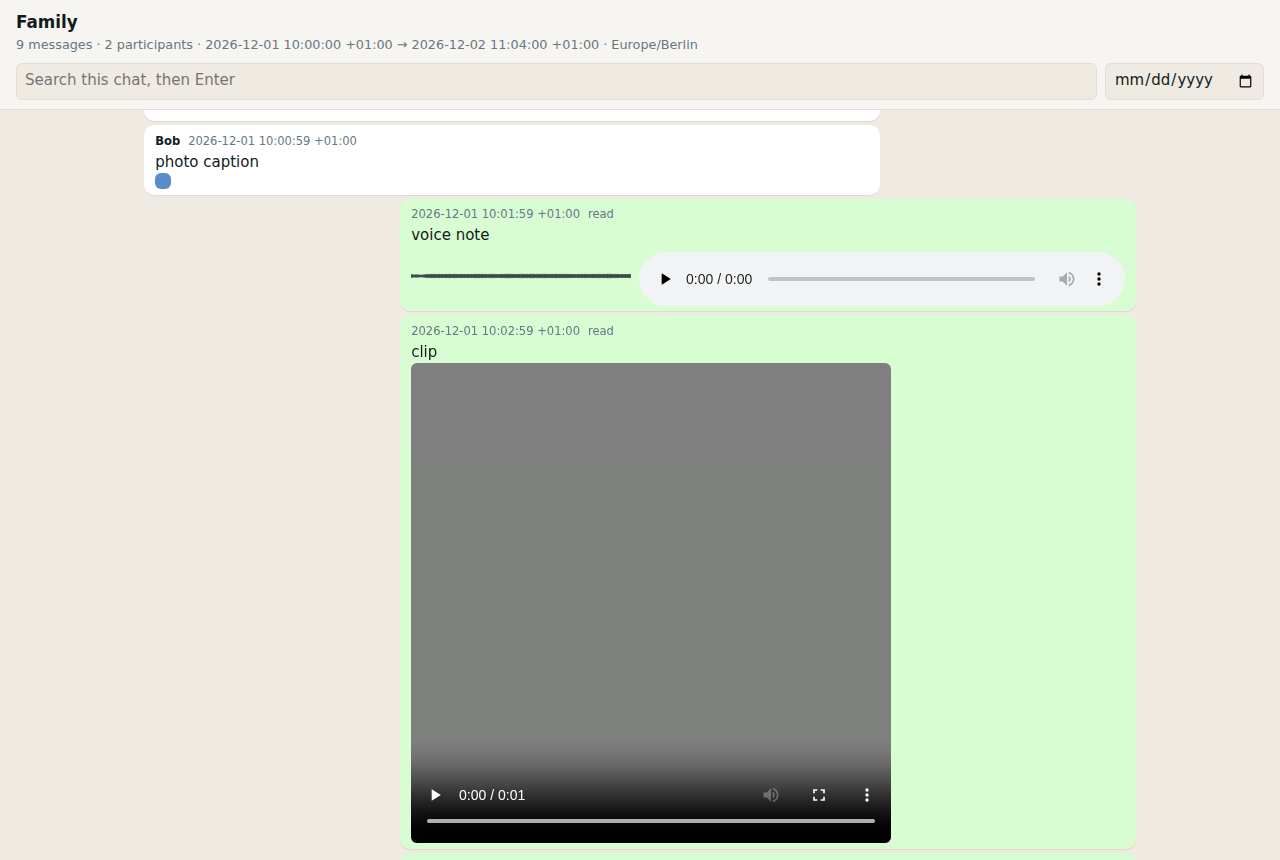 Family
9 messages · 2 participants · 2026-12-01 10:00:00 +01:00 → 2026-12-02 11:04:00 +01:00 · Europe/Berlin
Search this chat, then Enter
mm/dd/yyyy
Bob 2026-12-01 10:00:59 +01:00
photo caption
2026-12-01 10:01:59 +01:00 read
voice note
0:00 / 0:00
2026-12-01 10:02:59 +01:00 read
clip
0:00 / 0:01